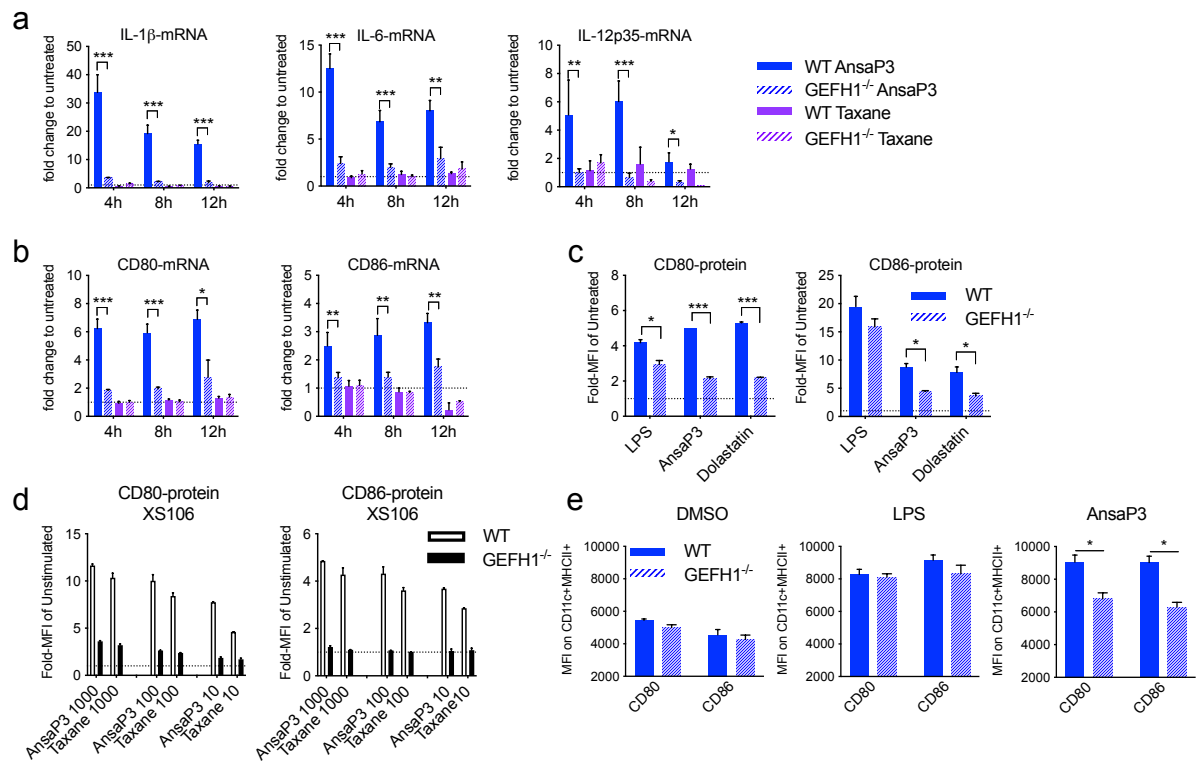 a
IL-1β-mRNA
fold change to untreated
50
40
30
20
10
0
***
***
***
4h
8h
12h
IL-6-mRNA
fold change to untreated
15
10
5
0
***
***
**
4h
8h
12h
IL-12p35-mRNA
fold change to untreated
10
8
6
4
2
0
**
***
*
4h
8h
12h
WT AnsaP3
GEFH1-/- AnsaP3
WT Taxane
GEFH1-/- Taxane
b
CD80-mRNA
fold change to untreated
8
6
4
2
0
***
***
*
4h
8h
12h
CD86-mRNA
fold change to untreated
5
4
3
2
1
0
**
**
**
4h
8h
12h
c
CD80-protein
Fold-MFI of Untreated
6
4
2
0
*
***
***
LPS
AnsaP3
Dolastatin
CD86-protein
Fold-MFI of Untreated
25
20
15
10
5
0
*
*
LPS
AnsaP3
Dolastatin
WT
GEFH1-/-
d
CD80-protein
XS106
Fold-MFI of Unstimulated
15
10
5
0
AnsaP3 1000
Taxane 1000
AnsaP3 100
Taxane 100
AnsaP3 10
Taxane 10
CD86-protein
XS106
Fold-MFI of Unstimulated
6
4
2
0
AnsaP3 1000
Taxane 1000
AnsaP3 100
Taxane 100
AnsaP3 10
Taxane10
WT
GEFH1-/-
e
DMSO
MFI on CD11c+MHCII+
10000
8000
6000
4000
2000
CD80
CD86
WT
GEFH1-/-
LPS
MFI on CD11c+MHCII+
10000
8000
6000
4000
2000
CD80
CD86
AnsaP3
MFI on CD11c+MHCII+
10000
8000
6000
4000
2000
*
*
CD80
CD86